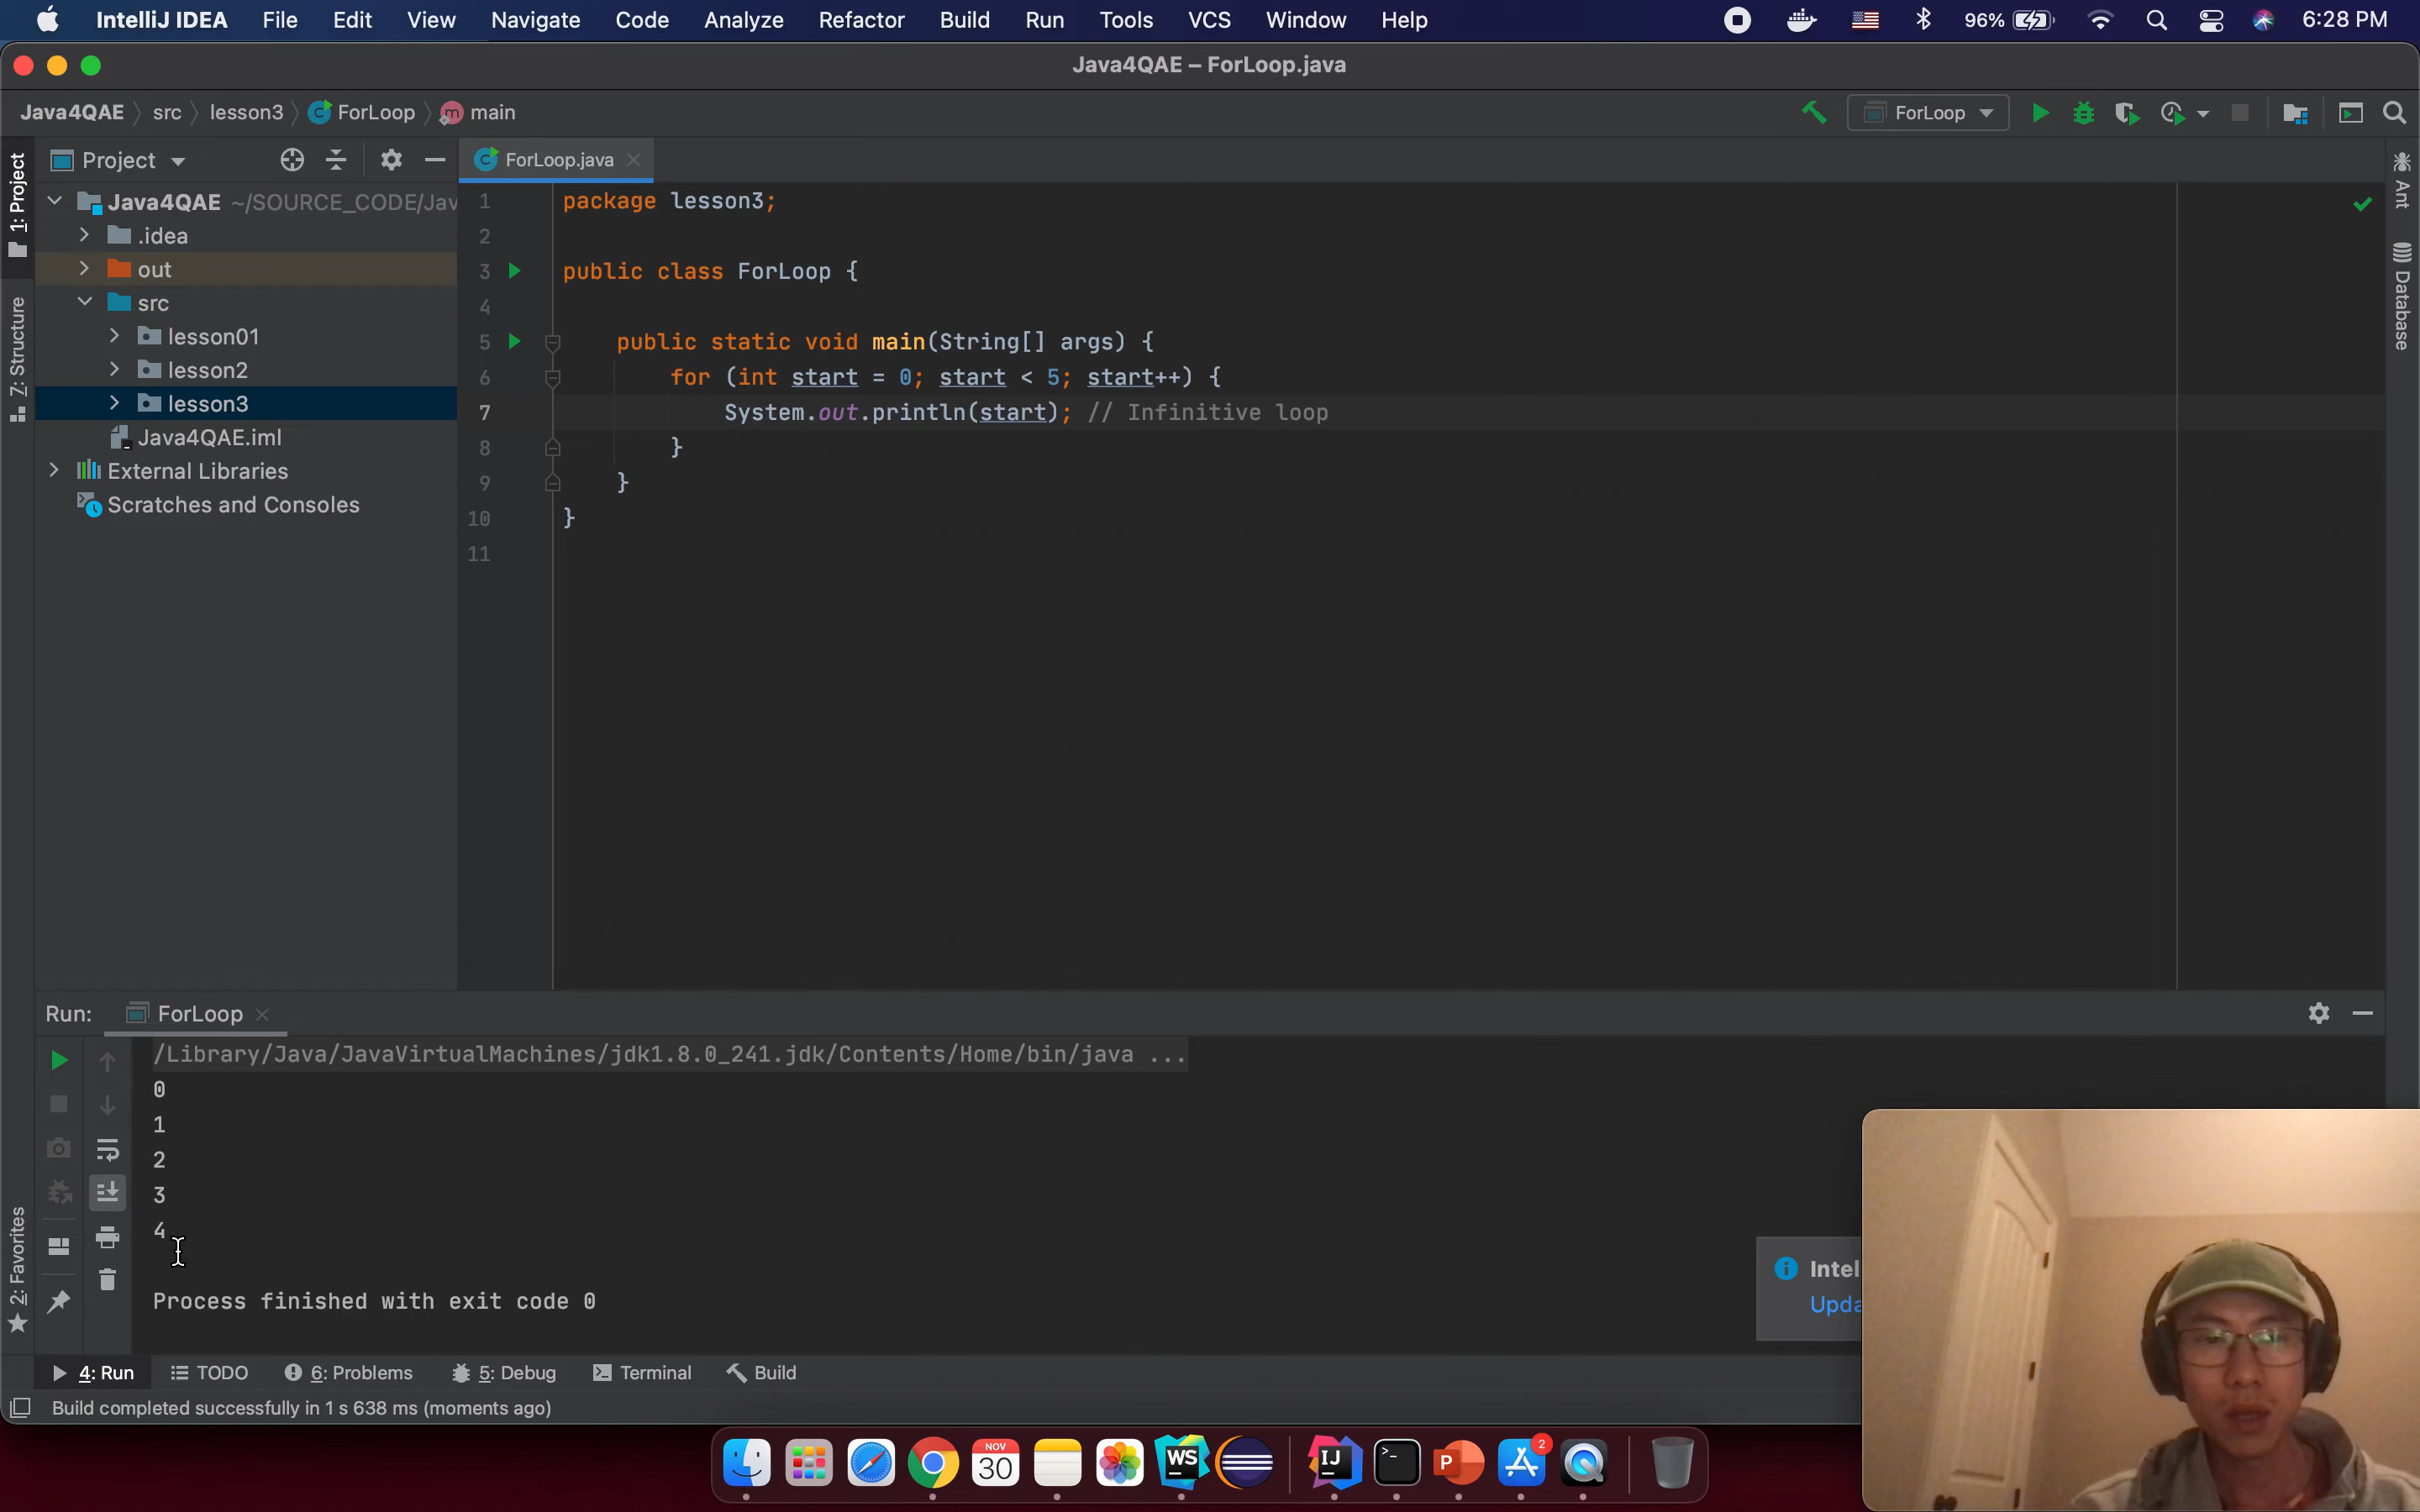 IntelliJ IDEA File Edit View Navigate Code Analyze Refactor Build Run Tools VCS Window Help 96% 6:28 PM
Java4QAE – ForLoop.java
Java4QAE src lesson3 ForLoop main ForLoop
1: Project
Project
ForLoop.java
Java4QAE ~/SOURCE_CODE/Jav
.idea
out
src
lesson01
lesson2
lesson3
Java4QAE.iml
External Libraries
Scratches and Consoles
Z: Structure
1 package lesson3;
2
3 public class ForLoop {
4
5 public static void main(String[] args) {
6 for (int start = 0; start < 5; start++) {
7 System.out.println(start); // Infinitive loop
8 }
9 }
10 }
11
Ant
Database
Run: ForLoop
/Library/Java/JavaVirtualMachines/jdk1.8.0_241.jdk/Contents/Home/bin/java ...
0
1
2
3
4
Process finished with exit code 0
2: Favorites
Intel
Upda
4: Run TODO 6: Problems 5: Debug Terminal Build
Build completed successfully in 1 s 638 ms (moments ago)
NOV
30
WS
IJ
P
2